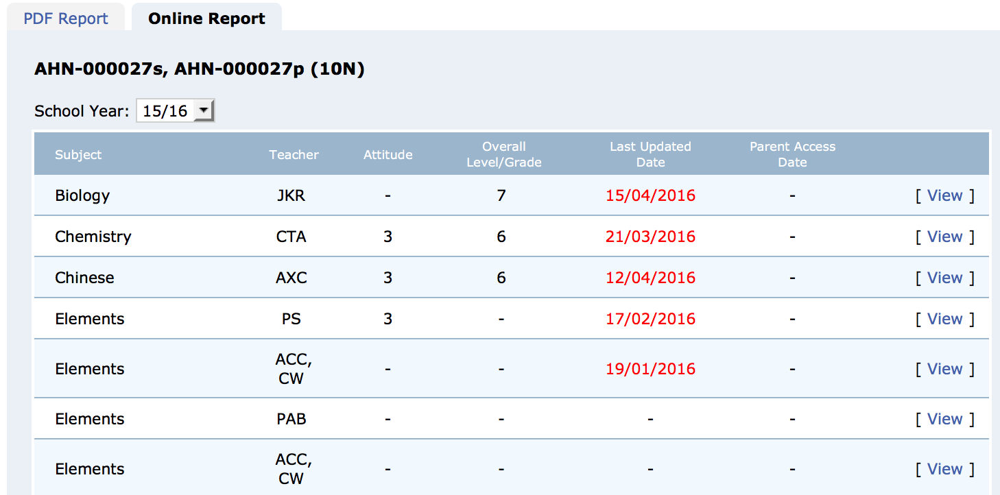 PDF Report Online Report
AHN-000027s, AHN-000027p (10N)
School Year: 15/16
Subject Teacher Attitude Overall Level/Grade Last Updated Date Parent Access Date
Biology JKR - 7 15/04/2016 - [ View ]
Chemistry CTA 3 6 21/03/2016 - [ View ]
Chinese AXC 3 6 12/04/2016 - [ View ]
Elements PS 3 - 17/02/2016 - [ View ]
Elements ACC, CW - - 19/01/2016 - [ View ]
Elements PAB - - - - [ View ]
Elements ACC, CW - - - - [ View ]